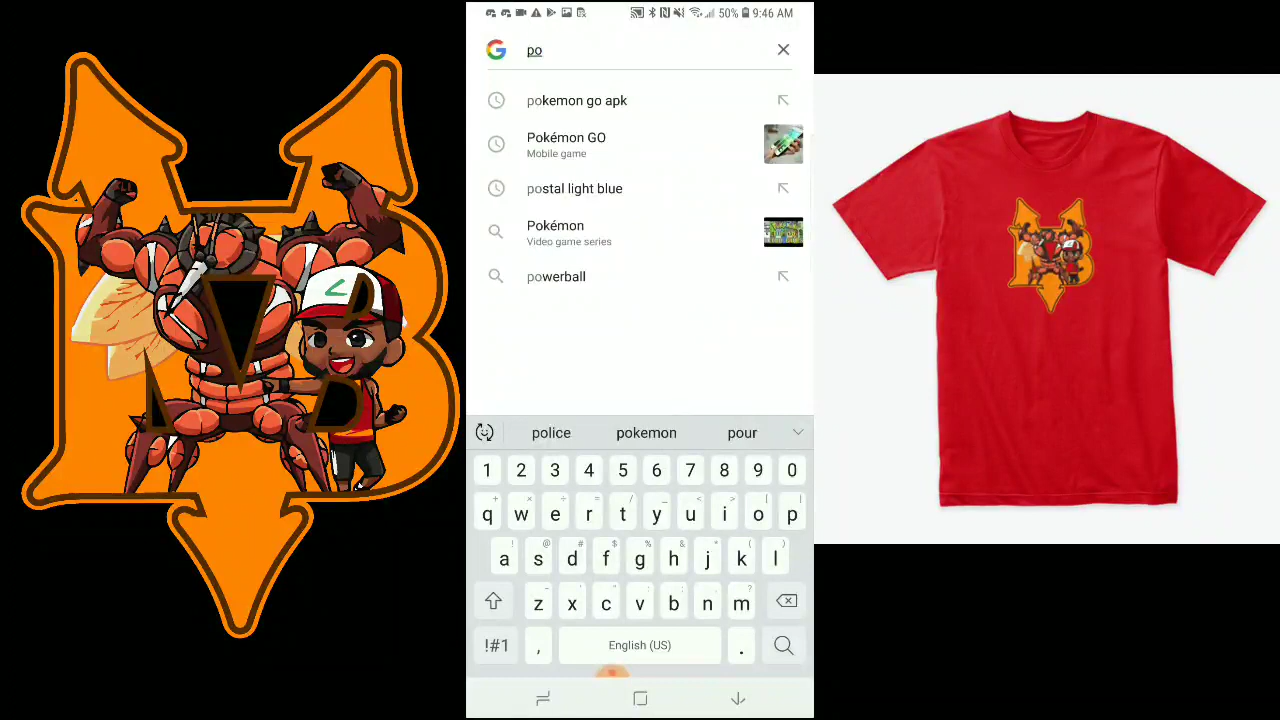 50% 9:46 AM
po
pokemon go apk
Pokémon GO
Mobile game
postal light blue
Pokémon
Video game series
powerball
police pokemon pour
1 2 3 4 5 6 7 8 9 0
q w e r t y u i o p
a s d f g h j k l
z x c v b n m
!#1 , English (US) .